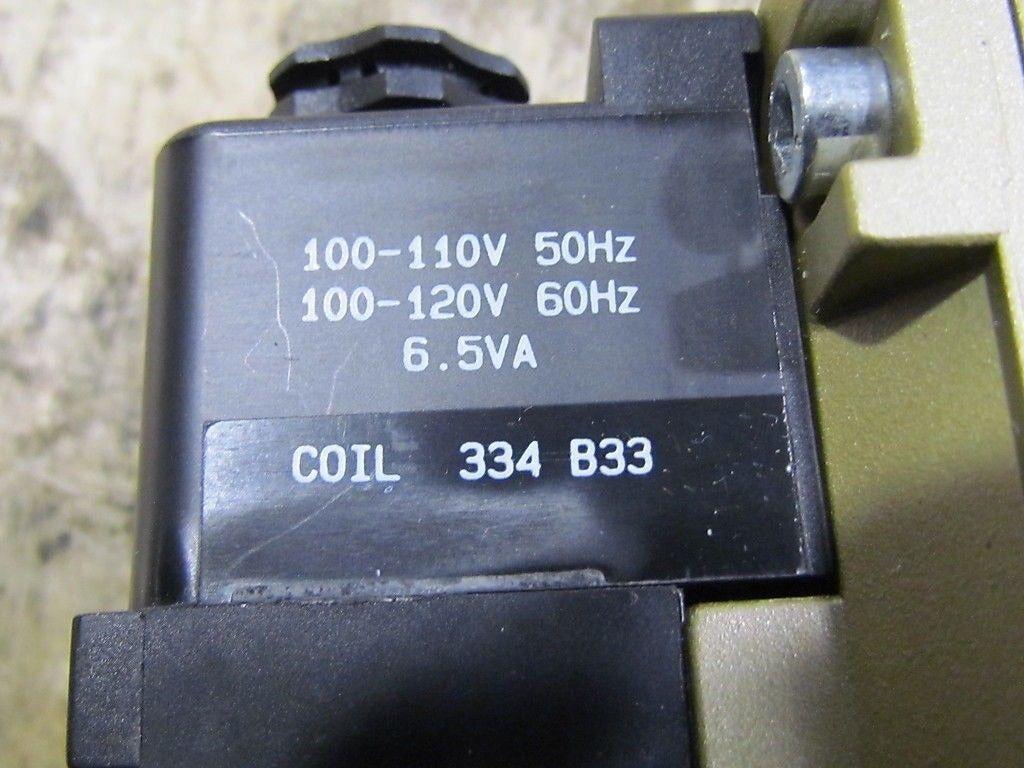 100-110V 50Hz
100-120V 60Hz
6.5VA
COIL 334 B33